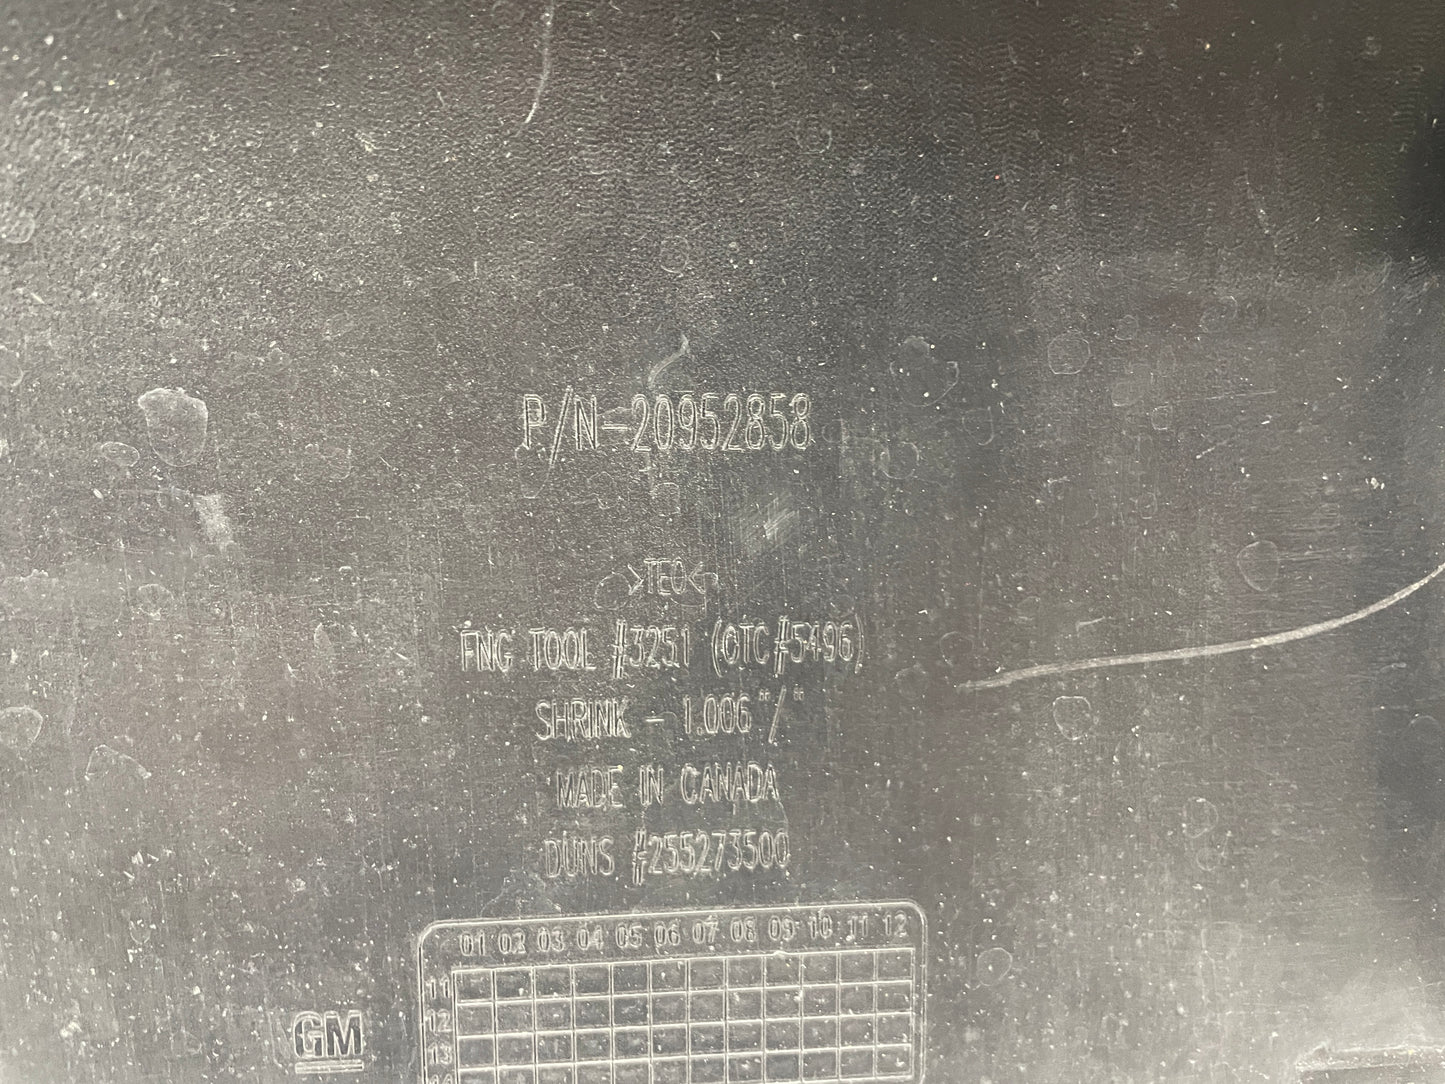 P/N-20952858
>TEO<
FNG TOOL #3251 (OTC#5496)
SHRINK - 1.006"/"
MADE IN CANADA
DUNS #255273500
01 02 03 04 05 06 07 08 09 10 11 12
11
12
13
GM